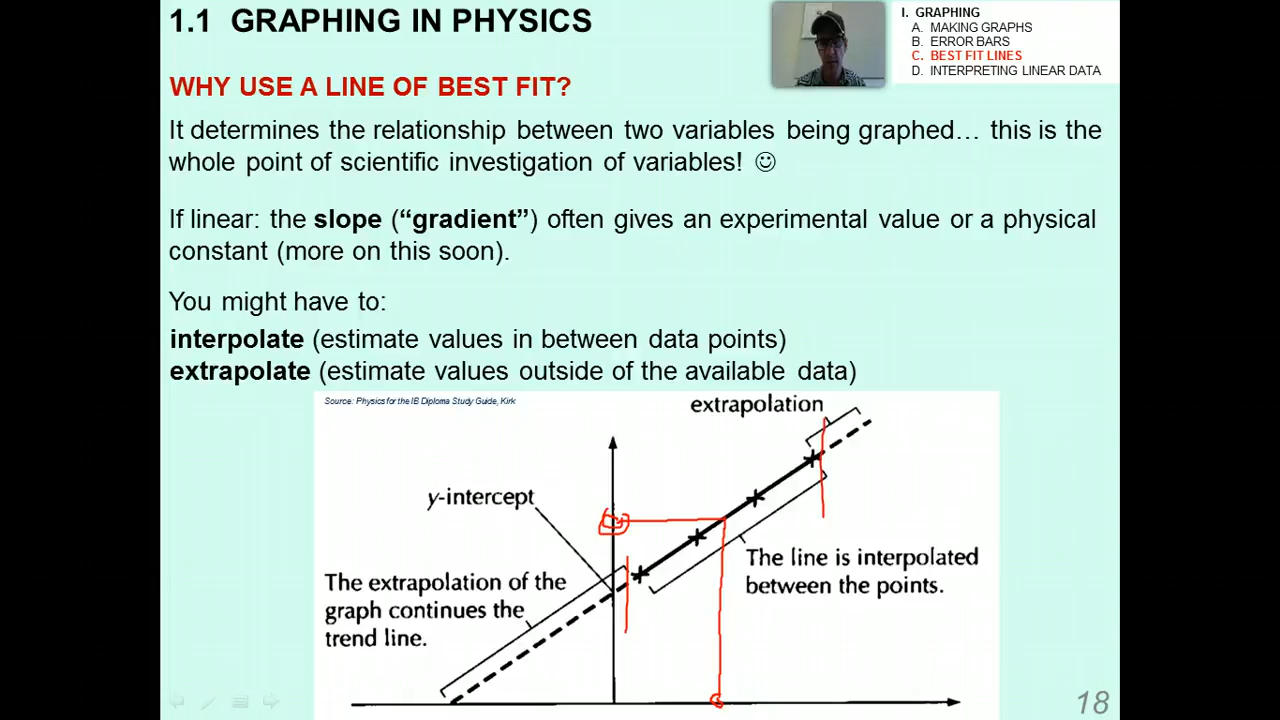 1.1 GRAPHING IN PHYSICS
I. GRAPHING
A. MAKING GRAPHS
B. ERROR BARS
C. BEST FIT LINES
D. INTERPRETING LINEAR DATA
WHY USE A LINE OF BEST FIT?
It determines the relationship between two variables being graphed… this is the
whole point of scientific investigation of variables! ☺
If linear: the slope (“gradient”) often gives an experimental value or a physical
constant (more on this soon).
You might have to:
interpolate (estimate values in between data points)
extrapolate (estimate values outside of the available data)
Source: Physics for the IB Diploma Study Guide, Kirk
extrapolation
y-intercept
The line is interpolated
between the points.
The extrapolation of the
graph continues the
trend line.
18